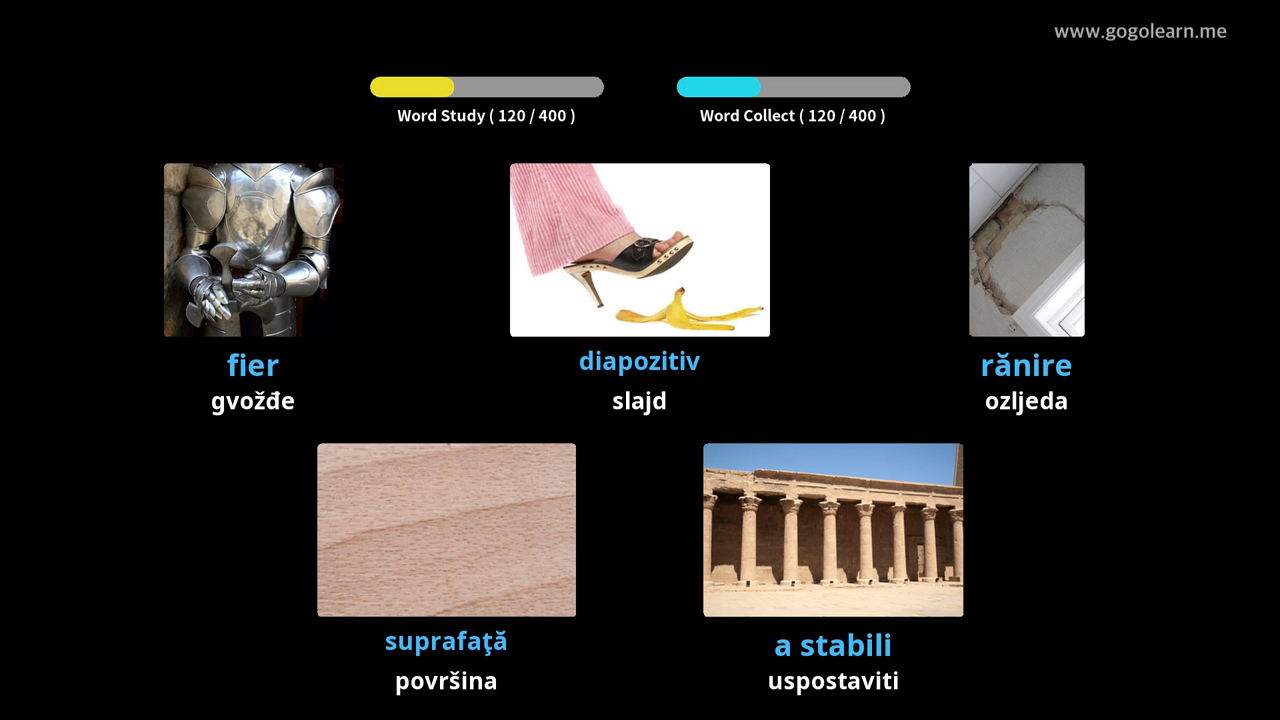 www.gogolearn.me
Word Study ( 120 / 400 )
Word Collect ( 120 / 400 )
fier
gvožđe
diapozitiv
slajd
rănire
ozljeda
suprafaţă
površina
a stabili
uspostaviti